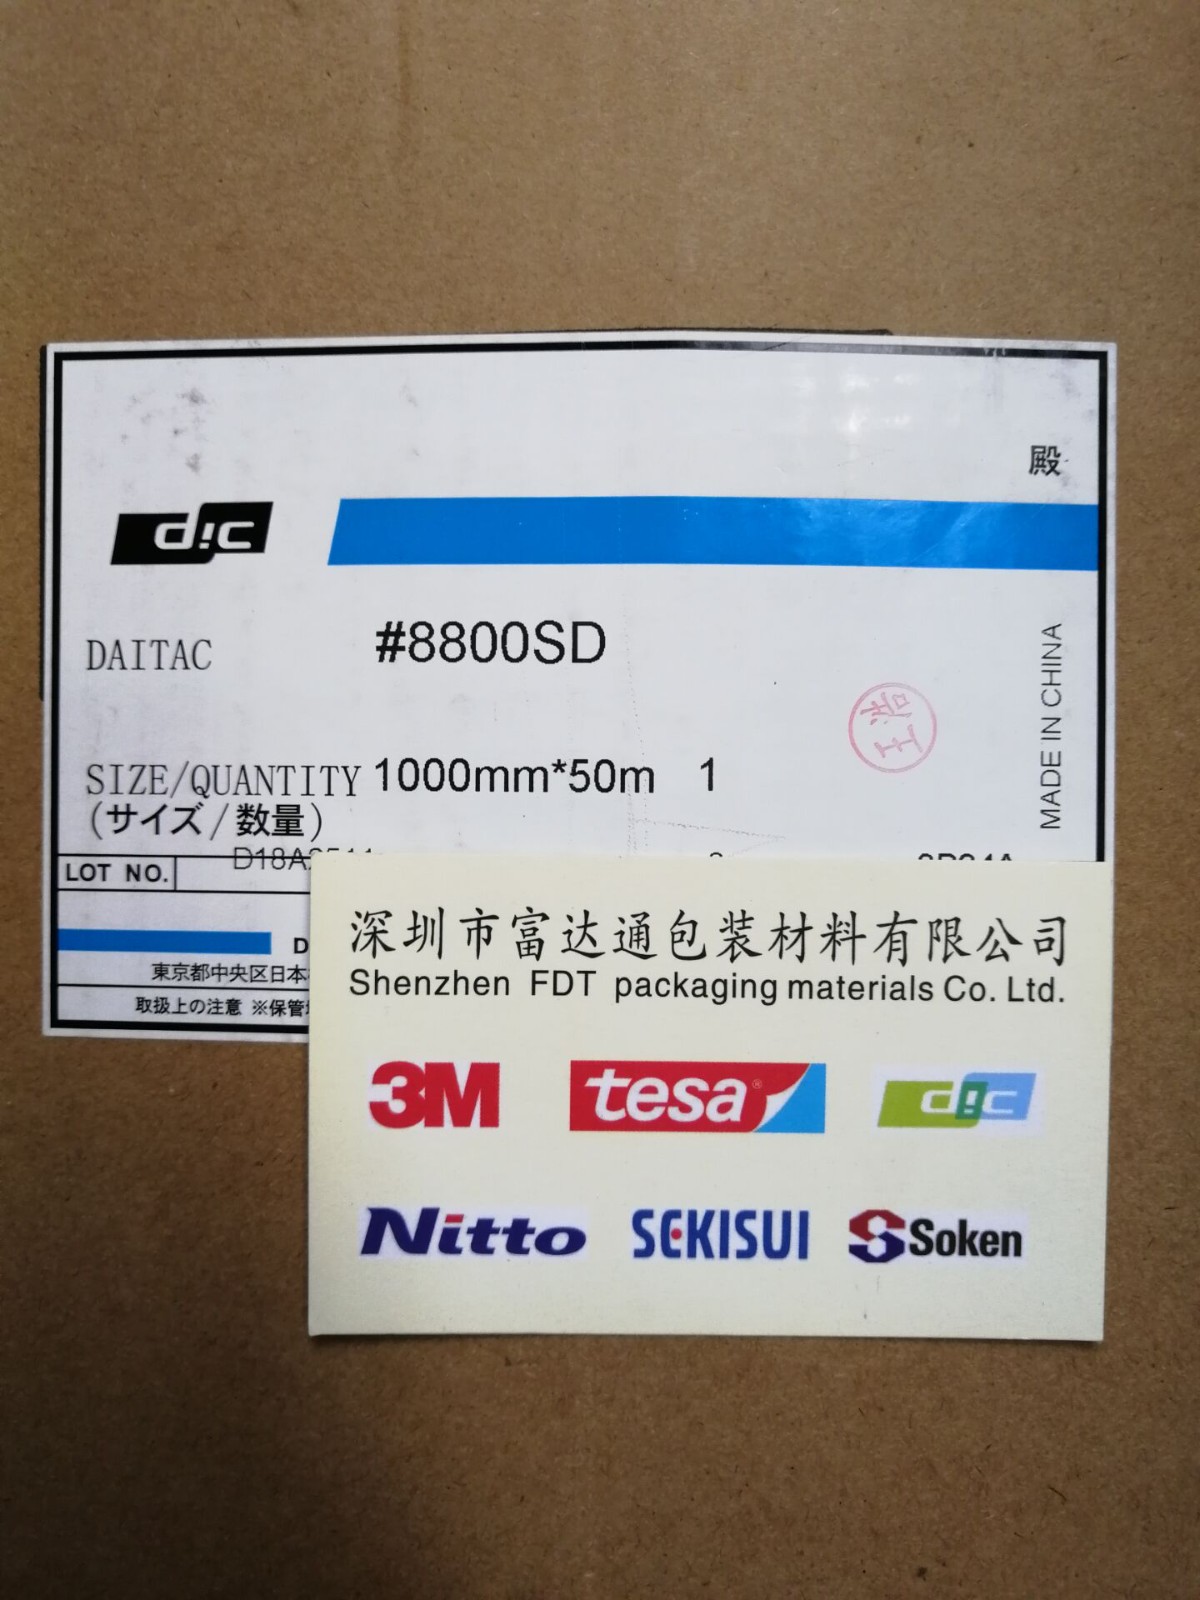 殿
dic
DAITAC #8800SD
MADE IN CHINA
SIZE/QUANTITY 1000mm*50m 1
(サイズ/数量)
LOT NO.
東京都中央区日本
取扱上の注意 ※保管
深圳市富达通包装材料有限公司
Shenzhen FDT packaging materials Co. Ltd.
3M tesa® dic
Nitto SEKISUI Soken